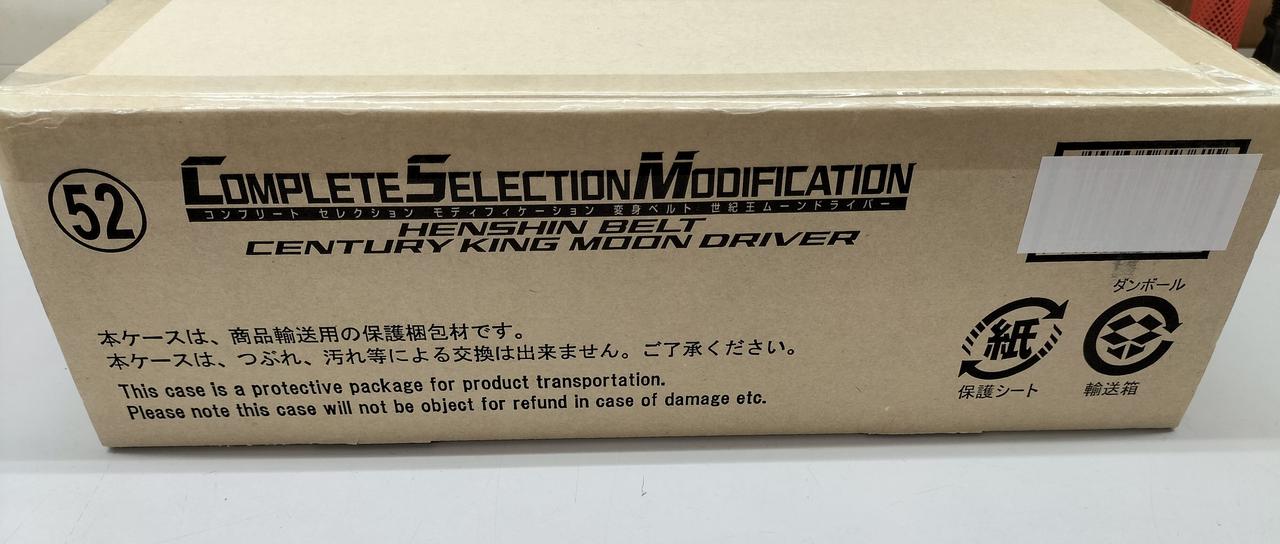 52
COMPLETE SELECTION MODIFICATION
コンプリート セレクション モディフィケーション 変身ベルト 世紀王ムーンドライバー
HENSHIN BELT
CENTURY KING MOON DRIVER
本ケースは、商品輸送用の保護梱包材です。
本ケースは、つぶれ、汚れ等による交換は出来ません。ご了承ください。
This case is a protective package for product transportation.
Please note this case will not be object for refund in case of damage etc.
ダンボール
紙
保護シート
輸送箱